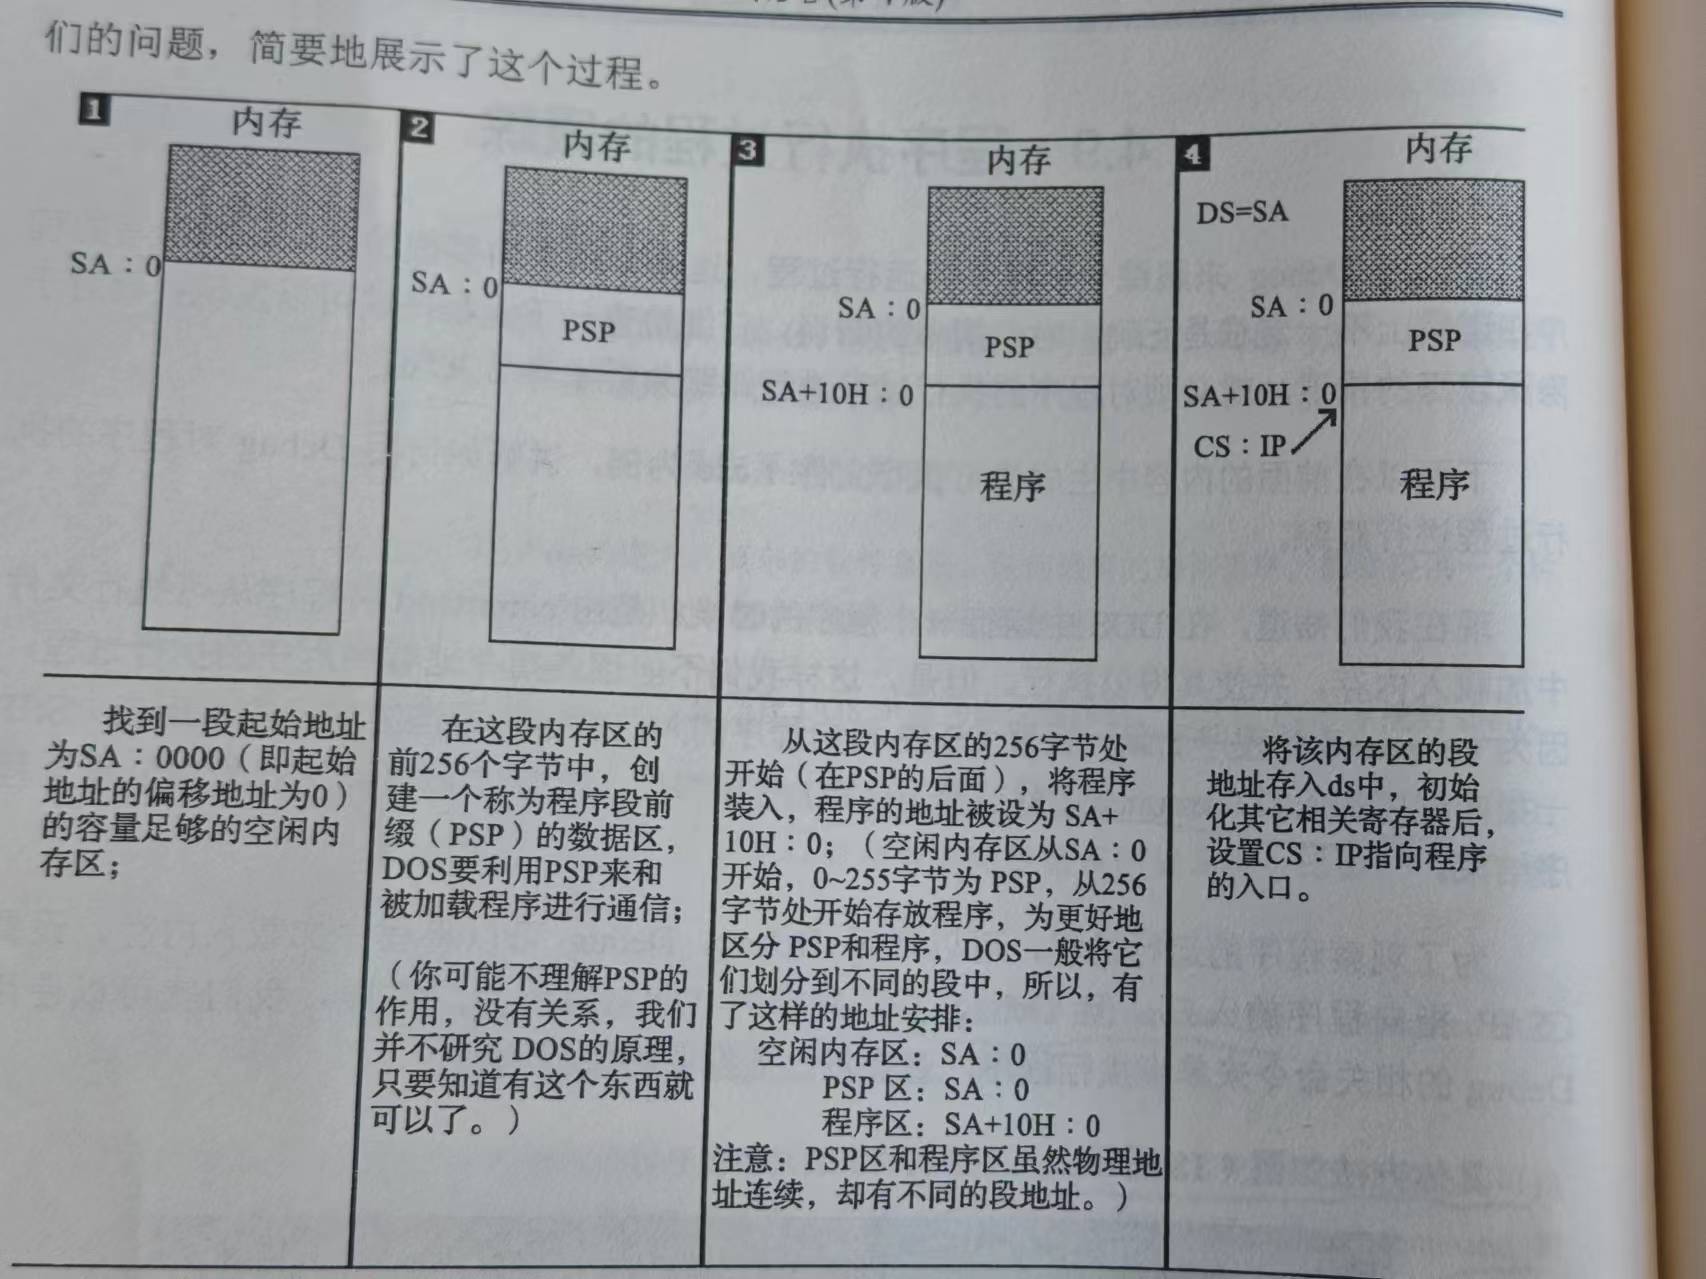 们的问题，简要地展示了这个过程。
1
内存
SA：0
找到一段起始地址
为SA：0000（即起始
地址的偏移地址为0）
的容量足够的空闲内
存区；
2
内存
SA：0
PSP
在这段内存区的
前256个字节中，创
建一个称为程序段前
缀（PSP）的数据区，
DOS要利用PSP来和
被加载程序进行通信；
（你可能不理解PSP的
作用，没有关系，我们
并不研究 DOS的原理，
只要知道有这个东西就
可以了。）
3
内存
SA：0
PSP
SA+10H：0
程序
从这段内存区的256字节处
开始（在PSP的后面），将程序
装入，程序的地址被设为 SA+
10H：0；（空闲内存区从SA：0
开始，0~255字节为 PSP，从256
字节处开始存放程序，为更好地
区分 PSP和程序，DOS一般将它
们划分到不同的段中，所以，有
了这样的地址安排：
空闲内存区：SA：0
PSP 区：SA：0
程序区：SA+10H：0
注意：PSP区和程序区虽然物理地
址连续，却有不同的段地址。）
4
内存
DS=SA
SA：0
PSP
SA+10H：0
CS：IP
程序
将该内存区的段
地址存入ds中，初始
化其它相关寄存器后，
设置CS：IP指向程序
的入口。